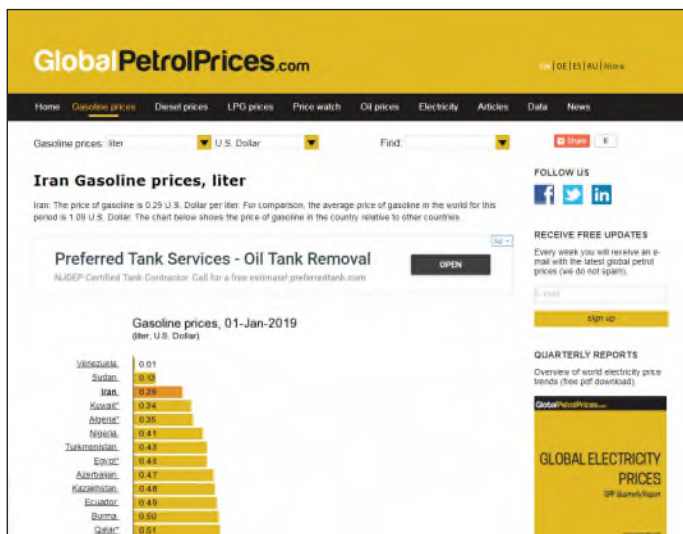 GlobalPetrolPrices.com
EN | DE | ES | RU | More
Home Gasoline prices Diesel prices LPG prices Price watch Oil prices Electricity Articles Data News
Gasoline prices: liter U.S. Dollar Find: Share
Iran Gasoline prices, liter
Iran: The price of gasoline is 0.29 U.S. Dollar per liter. For comparison, the average price of gasoline in the world for this
period is 1.09 U.S. Dollar. The chart below shows the price of gasoline in the country relative to other countries.
Ad
Preferred Tank Services - Oil Tank Removal
NJDEP Certified Tank Contractor. Call for a free estimate! preferredtank.com
OPEN
Gasoline prices, 01-Jan-2019
(liter, U.S. Dollar)
Venezuela 0.01
Sudan 0.13
Iran 0.29
Kuwait* 0.34
Algeria* 0.35
Nigeria 0.41
Turkmenistan 0.43
Egypt* 0.43
Azerbaijan 0.47
Kazakhstan 0.48
Ecuador 0.49
Burma 0.50
Qatar* 0.51
FOLLOW US
RECEIVE FREE UPDATES
Every week you will receive an e-
mail with the latest global petrol
prices (we do not spam).
E-mail
sign up
QUARTERLY REPORTS
Overview of world electricity price
trends (free pdf download).
GlobalPetrolPrices.com
GLOBAL ELECTRICITY
PRICES
GPP Quarterly Report